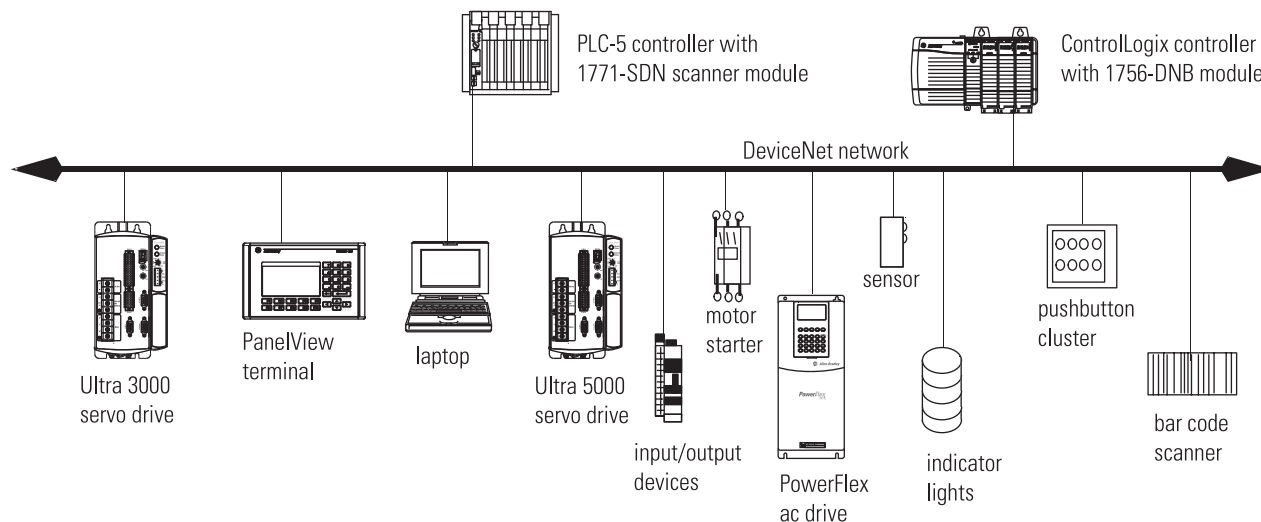 PLC-5 controller with
1771-SDN scanner module
ControlLogix controller
with 1756-DNB module
DeviceNet network
Ultra 3000
servo drive
PanelView
terminal
laptop
Ultra 5000
servo drive
input/output
devices
motor
starter
PowerFlex
PowerFlex
ac drive
sensor
indicator
lights
pushbutton
cluster
bar code
scanner